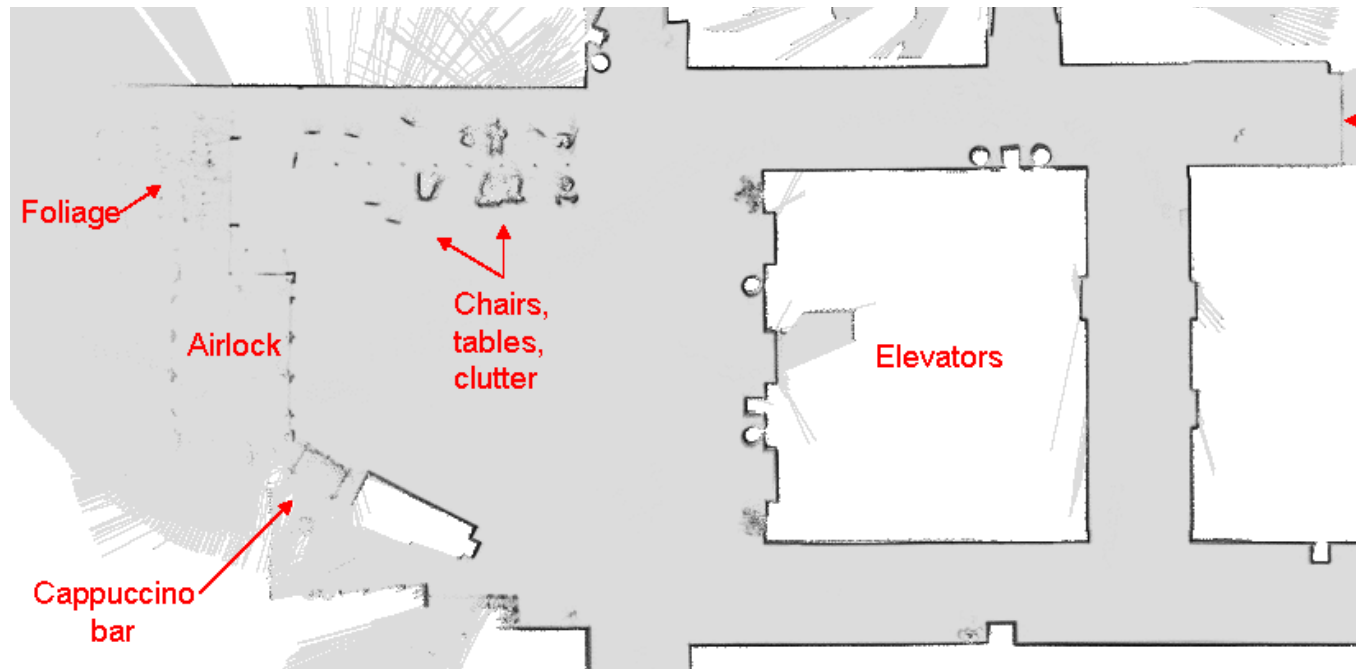 Foliage
Chairs,
tables,
clutter
Airlock
Elevators
Cappuccino
bar